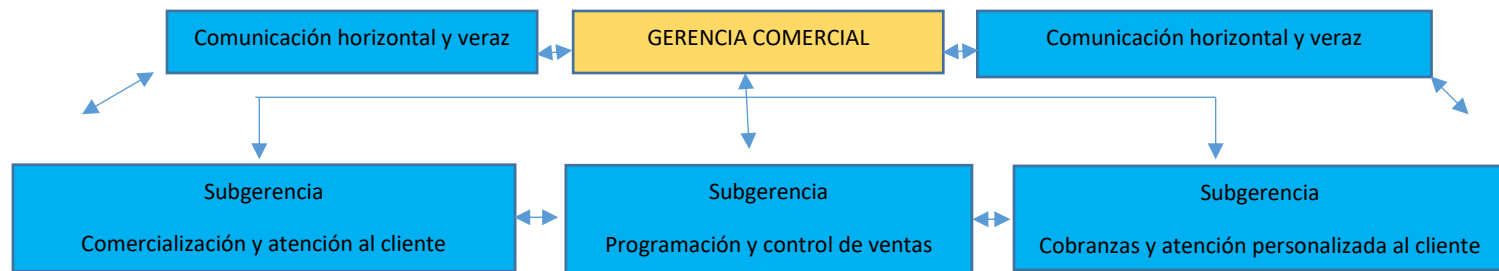 Comunicación horizontal y veraz
GERENCIA COMERCIAL
Comunicación horizontal y veraz
Subgerencia
Comercialización y atención al cliente
Subgerencia
Programación y control de ventas
Subgerencia
Cobranzas y atención personalizada al cliente